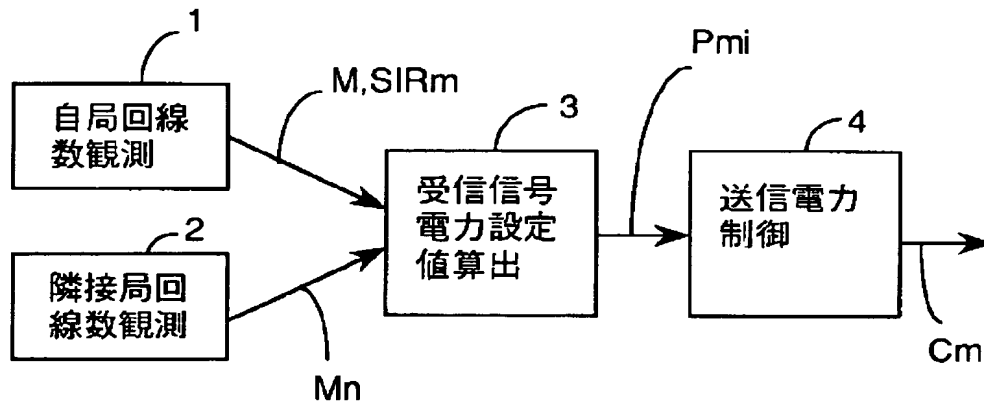 1
自局回線
数観測
M,SIRm
2
隣接局回
線数観測
Mn
3
受信信号
電力設定
値算出
Pmi
4
送信電力
制御
Cm